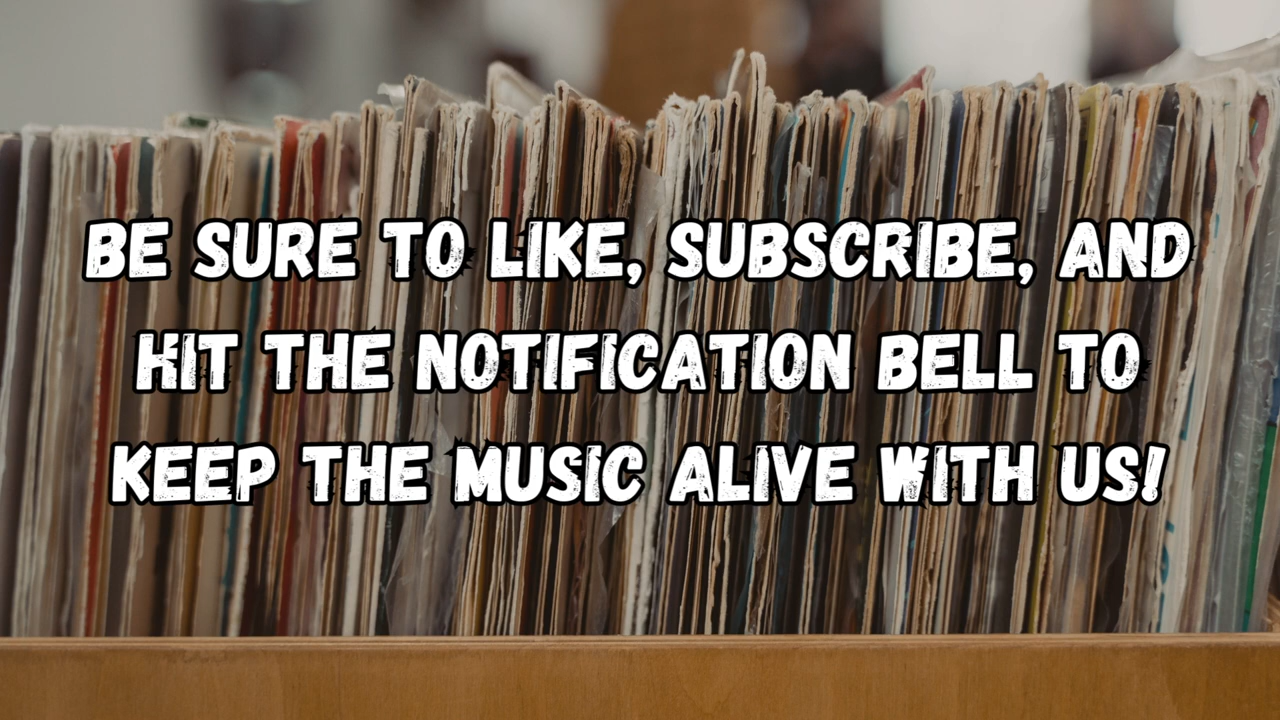 BE SURE TO LIKE, SUBSCRIBE, AND
HIT THE NOTIFICATION BELL TO
KEEP THE MUSIC ALIVE WITH US!